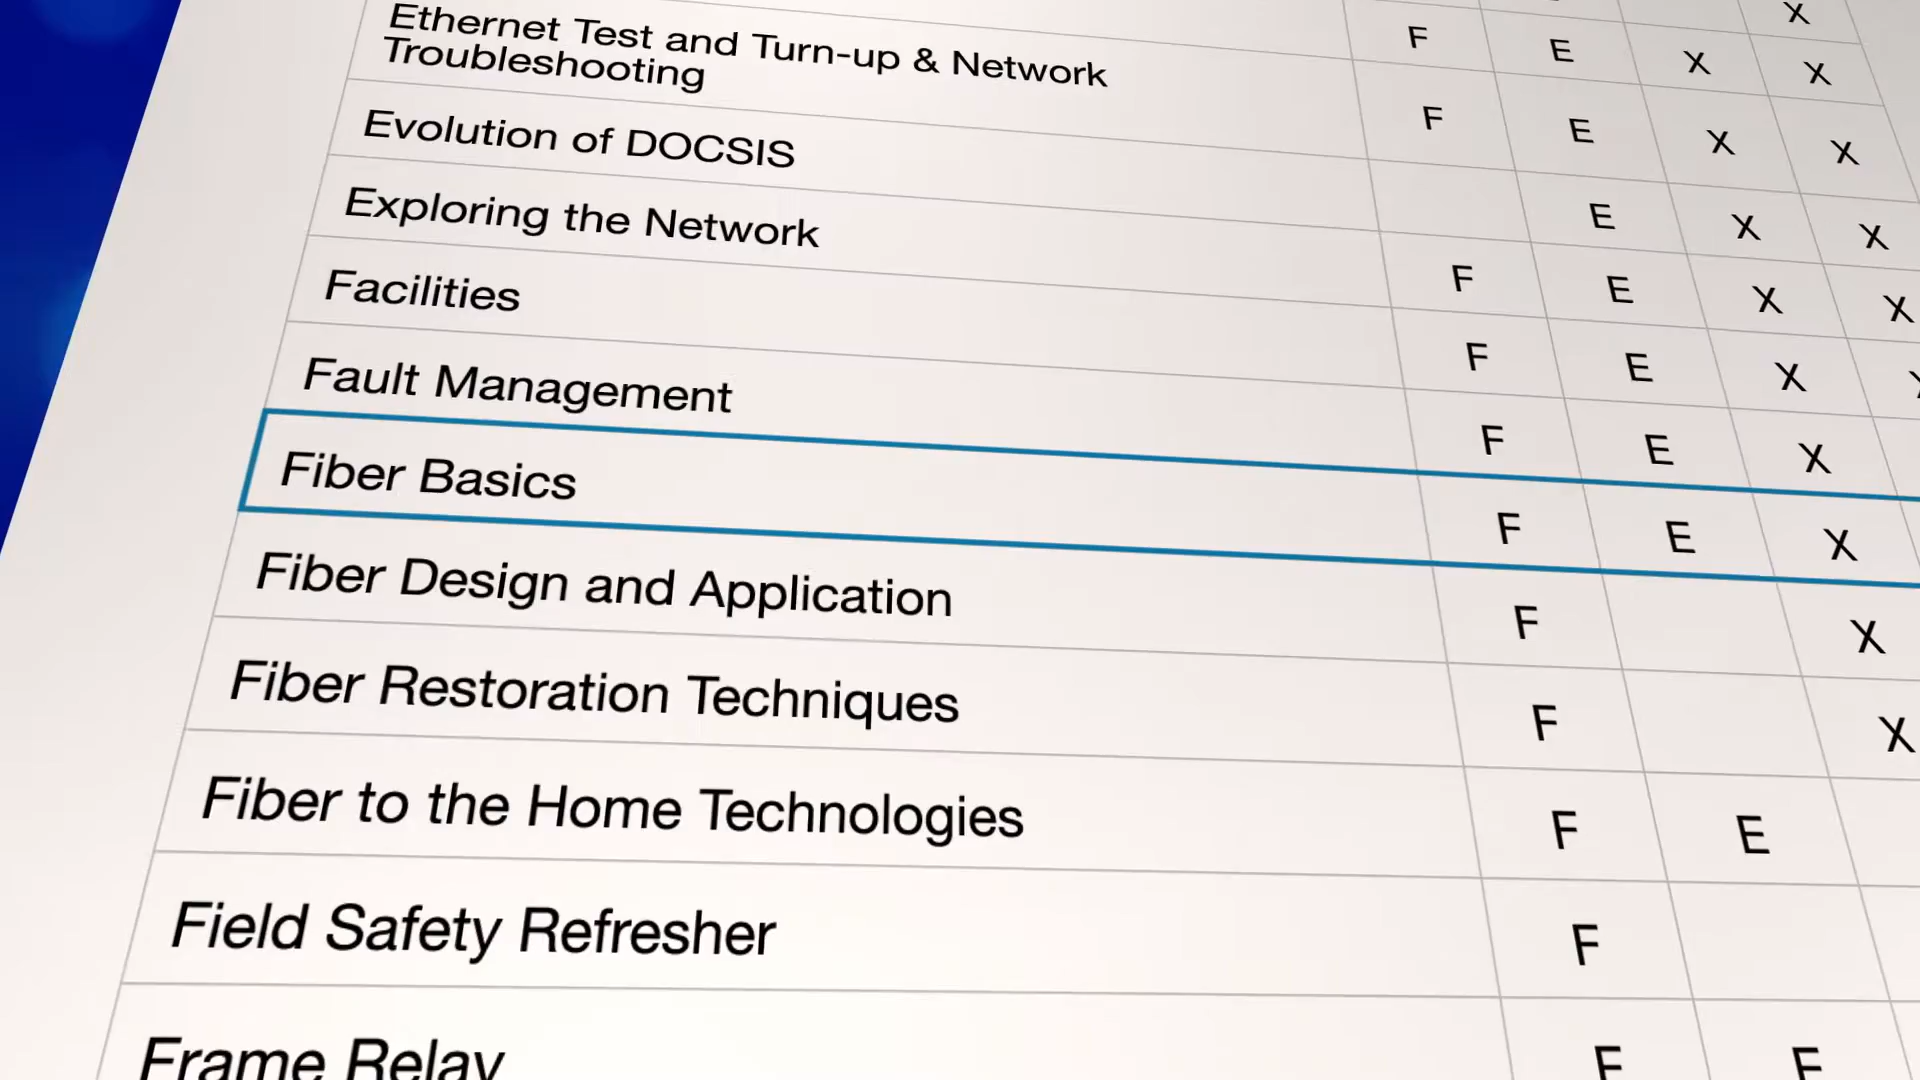 X
F E X X
Ethernet Test and Turn-up & Network
Troubleshooting F E X X
Evolution of DOCSIS E X X
Exploring the Network F E X X
Facilities F E X
Fault Management F E X
Fiber Basics F E X
Fiber Design and Application F X
Fiber Restoration Techniques F X
Fiber to the Home Technologies F E
Field Safety Refresher F
Frame Relay F